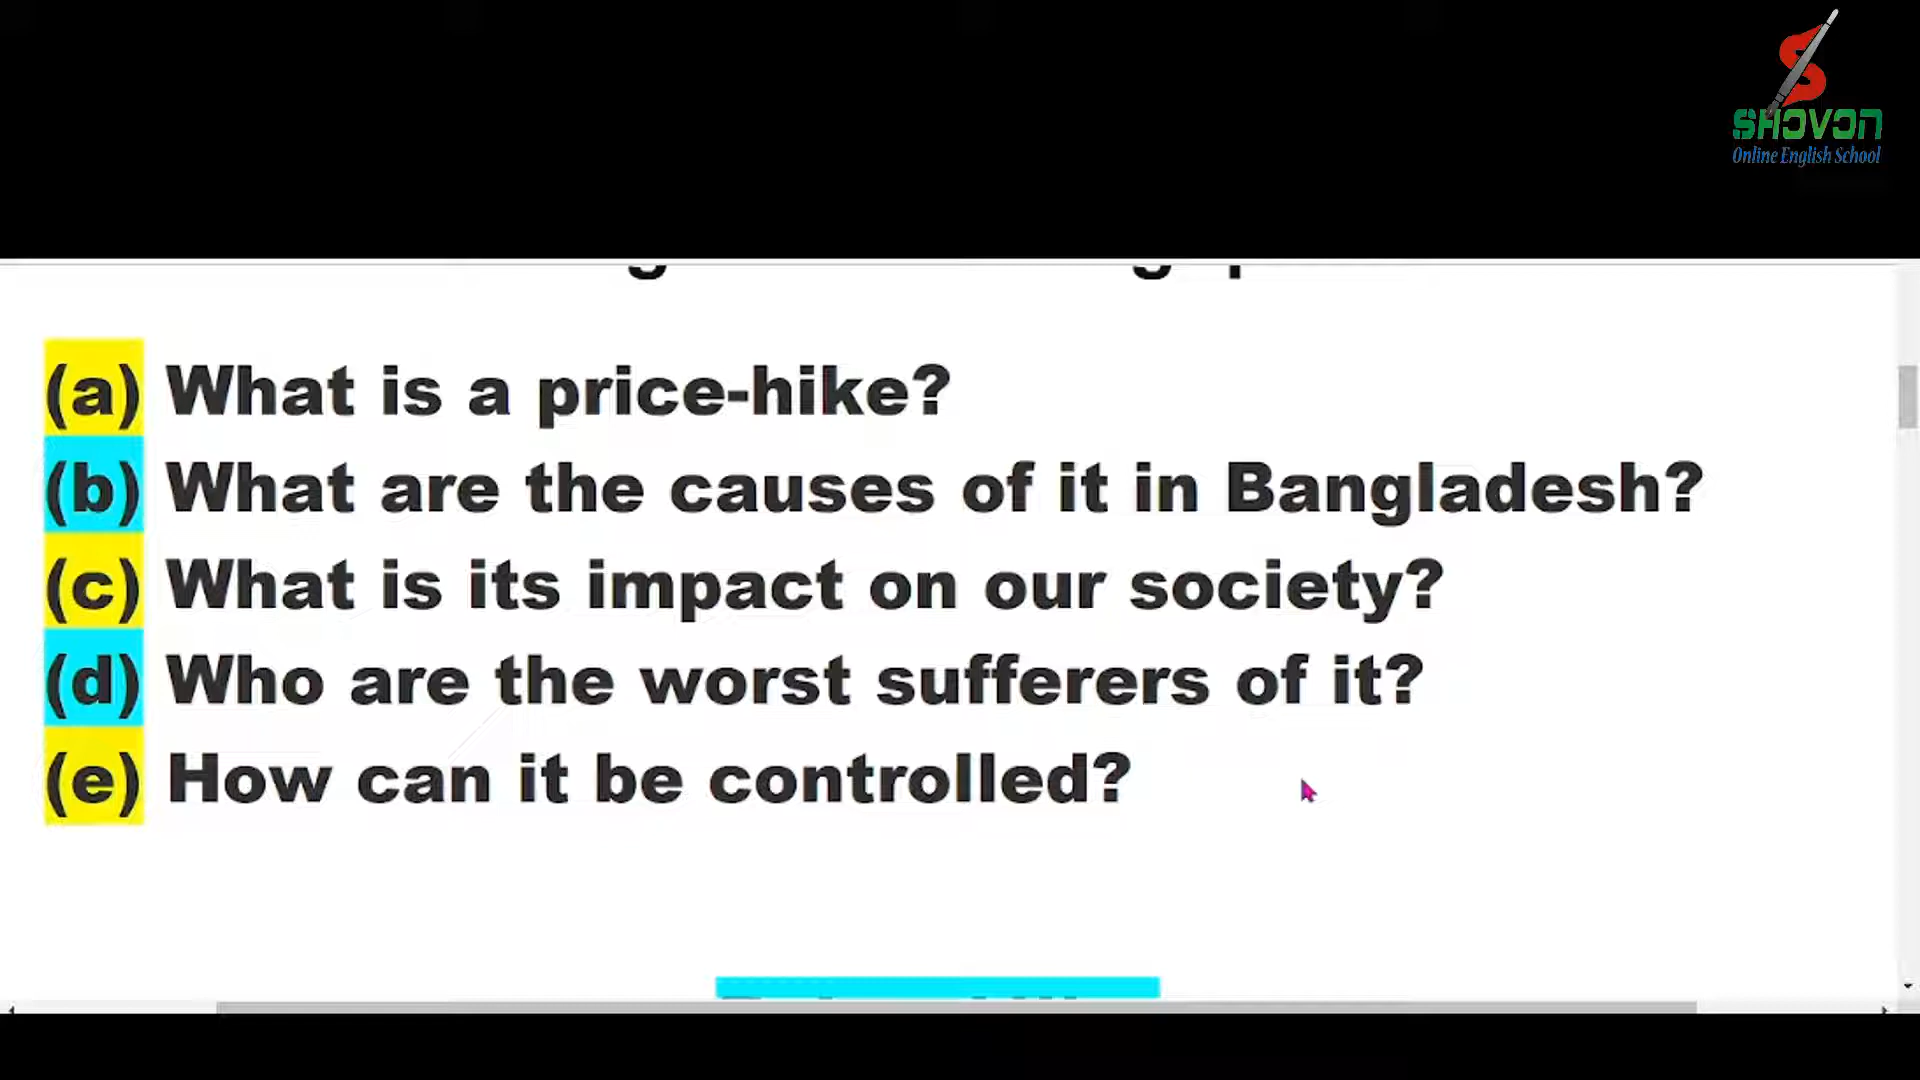 SHOVON
Online English School
(a) What is a price-hike?
(b) What are the causes of it in Bangladesh?
(c) What is its impact on our society?
(d) Who are the worst sufferers of it?
(e) How can it be controlled?